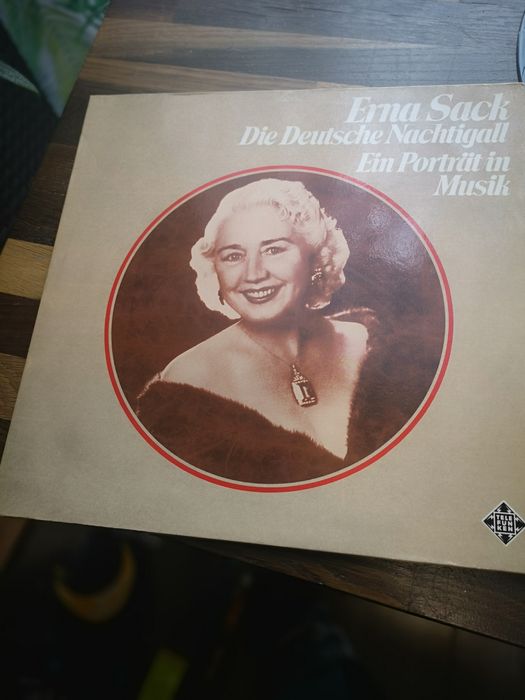 Erna Sack
Die Deutsche Nachtigall
Ein Porträt in
Musik
TELE
FUN
KEN